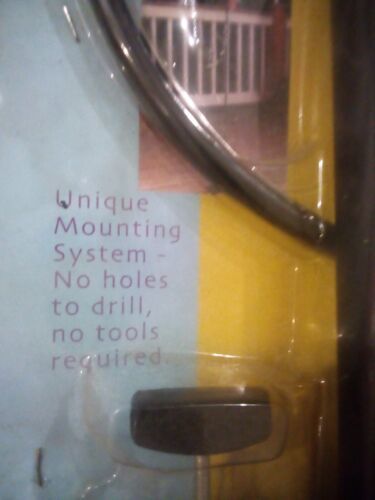 Unique
Mounting
System -
No holes
to drill,
no tools
required.